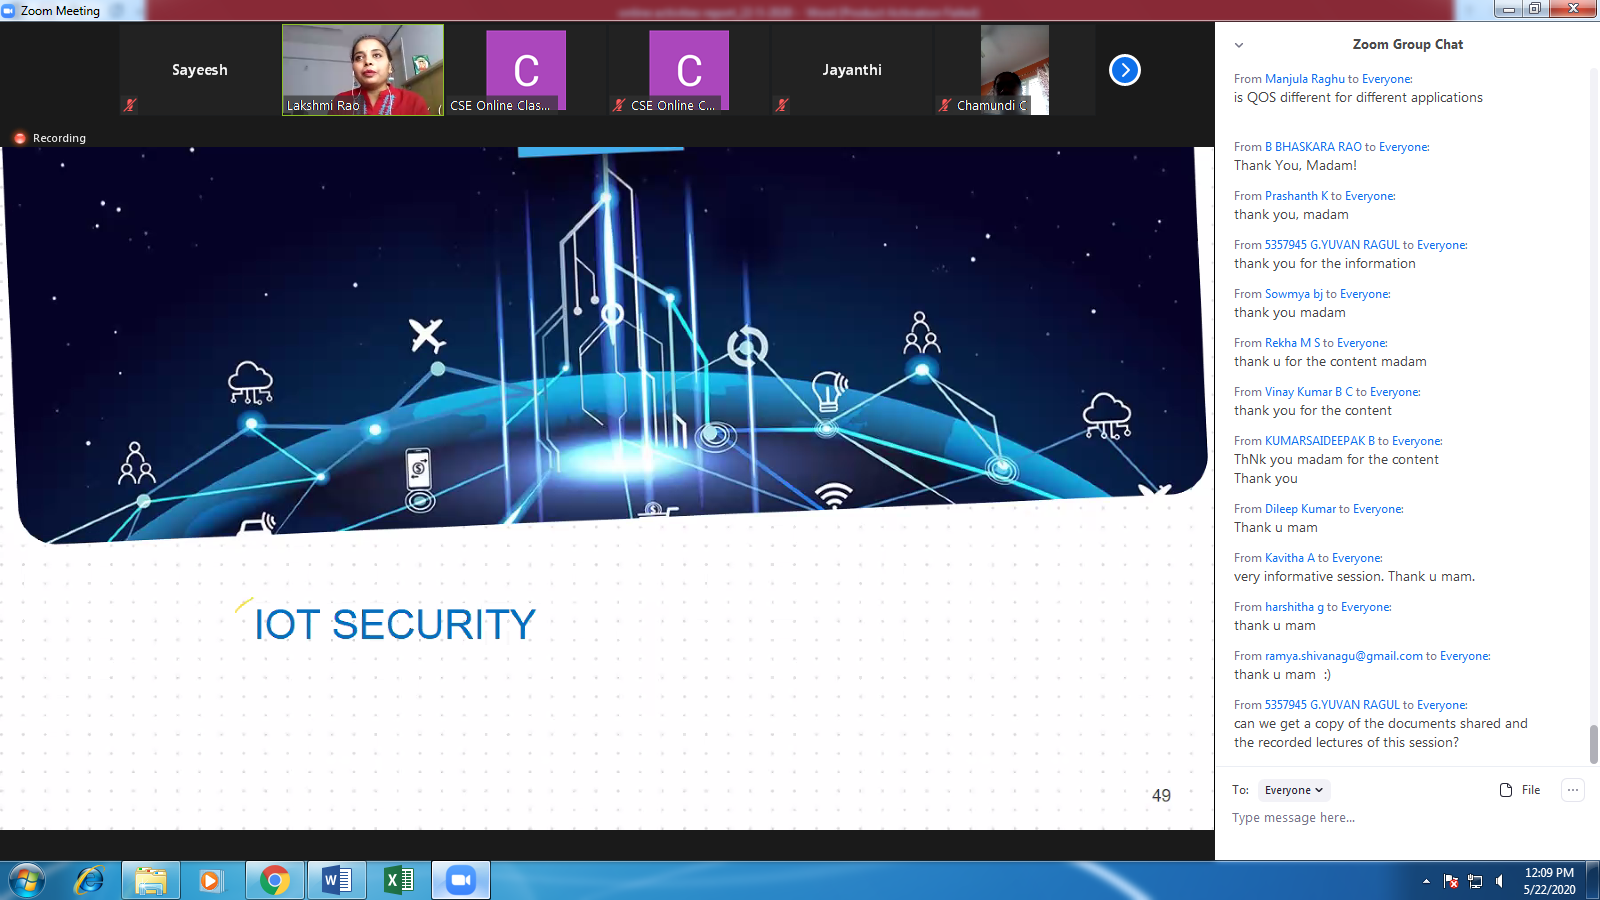 Zoom Meeting
Sayeesh
Lakshmi Rao
C
CSE Online Clas...
C
CSE Online C...
Jayanthi
Chamundi C
Recording
IOT SECURITY
49
Zoom Group Chat
From Manjula Raghu to Everyone:
is QOS different for different applications
From B BHASKARA RAO to Everyone:
Thank You, Madam!
From Prashanth K to Everyone:
thank you, madam
From 5357945 G.YUVAN RAGUL to Everyone:
thank you for the information
From Sowmya bj to Everyone:
thank you madam
From Rekha M S to Everyone:
thank u for the content madam
From Vinay Kumar B C to Everyone:
thank you for the content
From KUMARSAIDEEPAK B to Everyone:
ThNk you madam for the content
Thank you
From Dileep Kumar to Everyone:
Thank u mam
From Kavitha A to Everyone:
very informative session. Thank u mam.
From harshitha g to Everyone:
thank u mam
From ramya.shivanagu@gmail.com to Everyone:
thank u mam  :)
From 5357945 G.YUVAN RAGUL to Everyone:
can we get a copy of the documents shared and
the recorded lectures of this session?
To: Everyone File
Type message here...
12:09 PM
5/22/2020